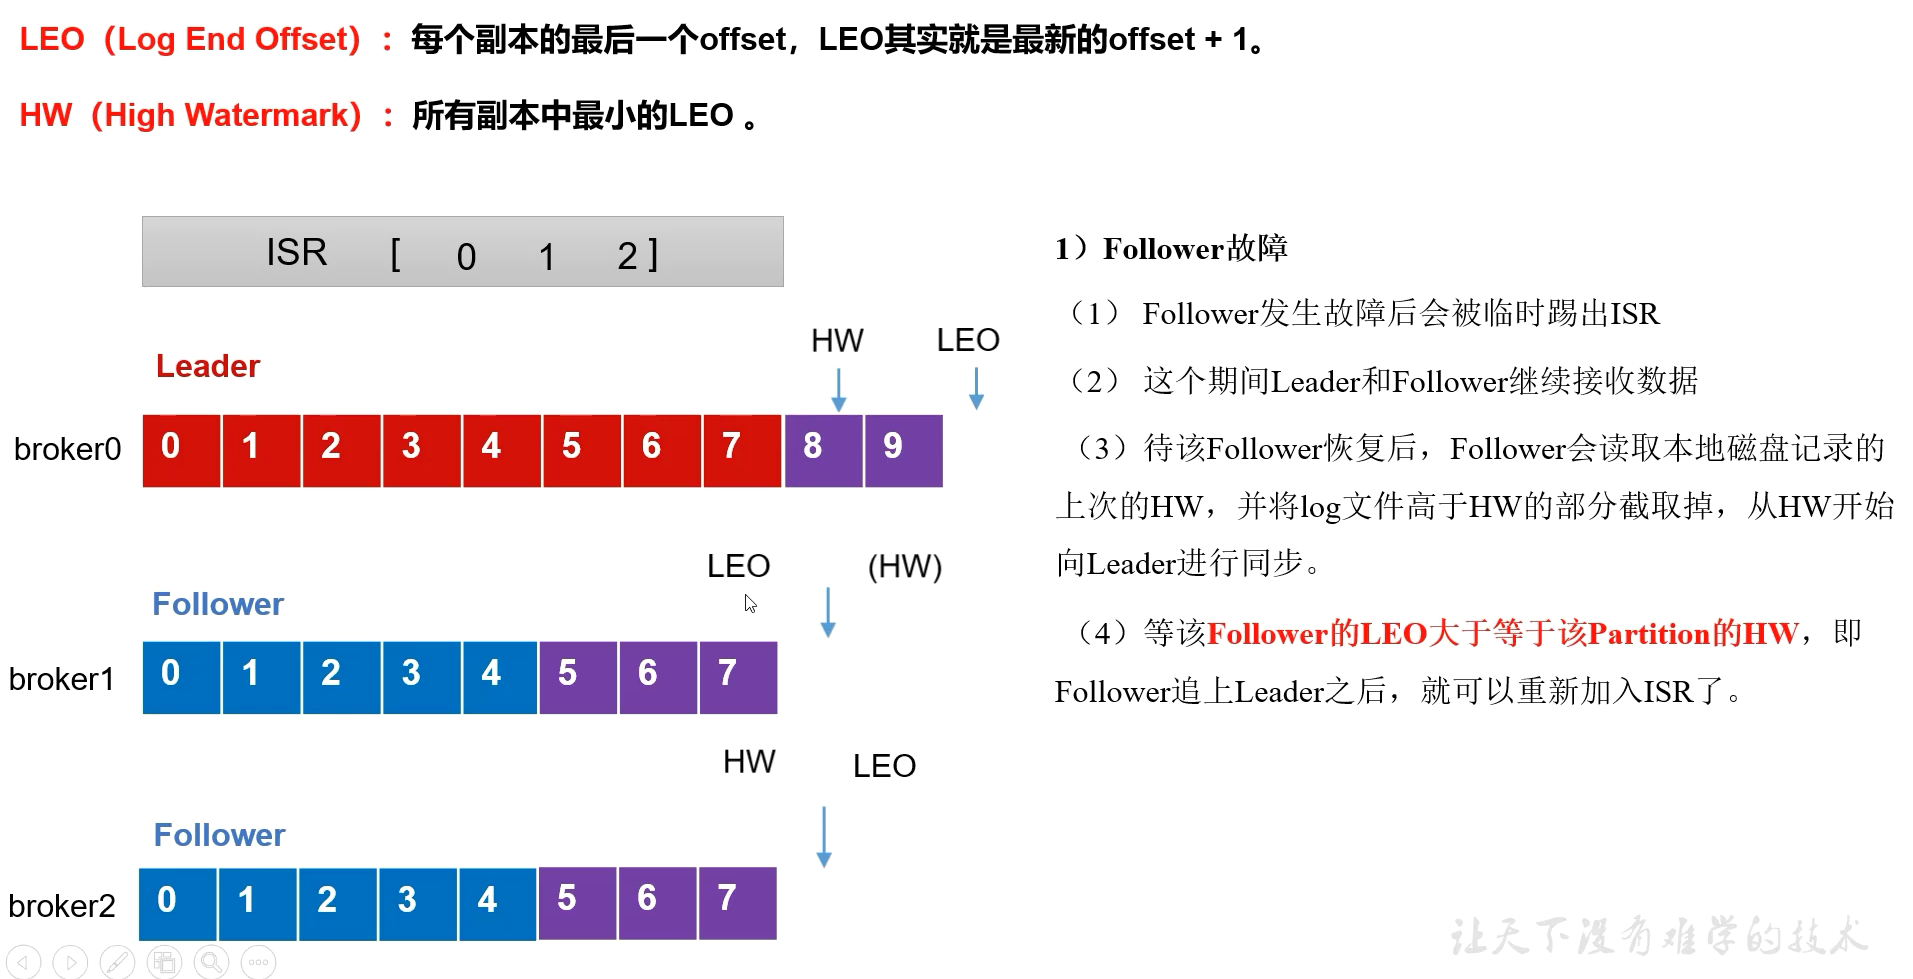 LEO（Log End Offset）：每个副本的最后一个offset，LEO其实就是最新的offset + 1。
HW（High Watermark）：所有副本中最小的LEO 。
ISR [ 0 1 2 ]
HW LEO
Leader
broker0 0 1 2 3 4 5 6 7 8 9
LEO (HW)
Follower
broker1 0 1 2 3 4 5 6 7
HW LEO
Follower
broker2 0 1 2 3 4 5 6 7
1）Follower故障
（1） Follower发生故障后会被临时踢出ISR
（2） 这个期间Leader和Follower继续接收数据
（3）待该Follower恢复后，Follower会读取本地磁盘记录的
上次的HW，并将log文件高于HW的部分截取掉，从HW开始
向Leader进行同步。
（4）等该Follower的LEO大于等于该Partition的HW，即
Follower追上Leader之后，就可以重新加入ISR了。
让天下没有难学的技术